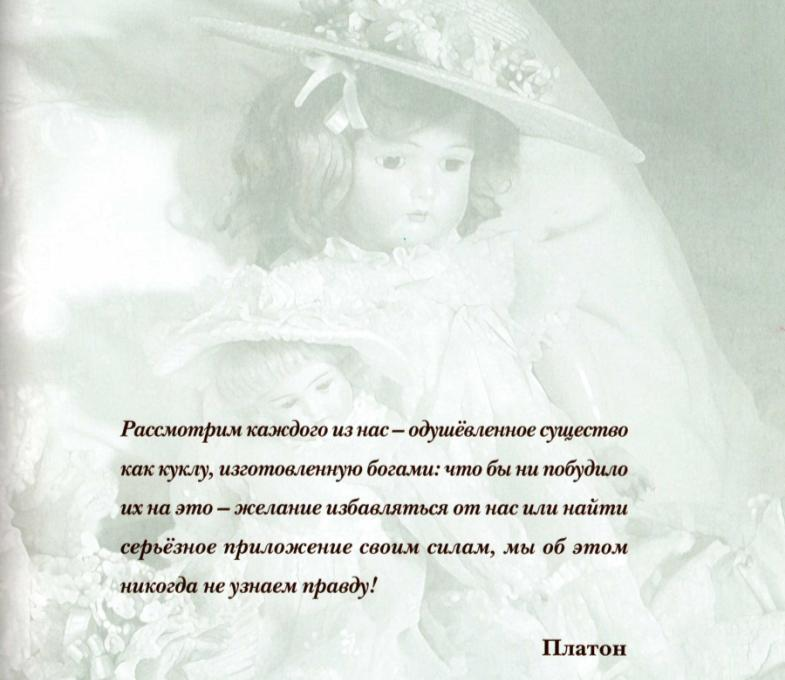 Рассмотрим каждого из нас – одушёвленное существо
как куклу, изготовленную богами: что бы ни побудило
их на это – желание избавляться от нас или найти
серьёзное приложение своим силам, мы об этом
никогда не узнаем правду!
Платон